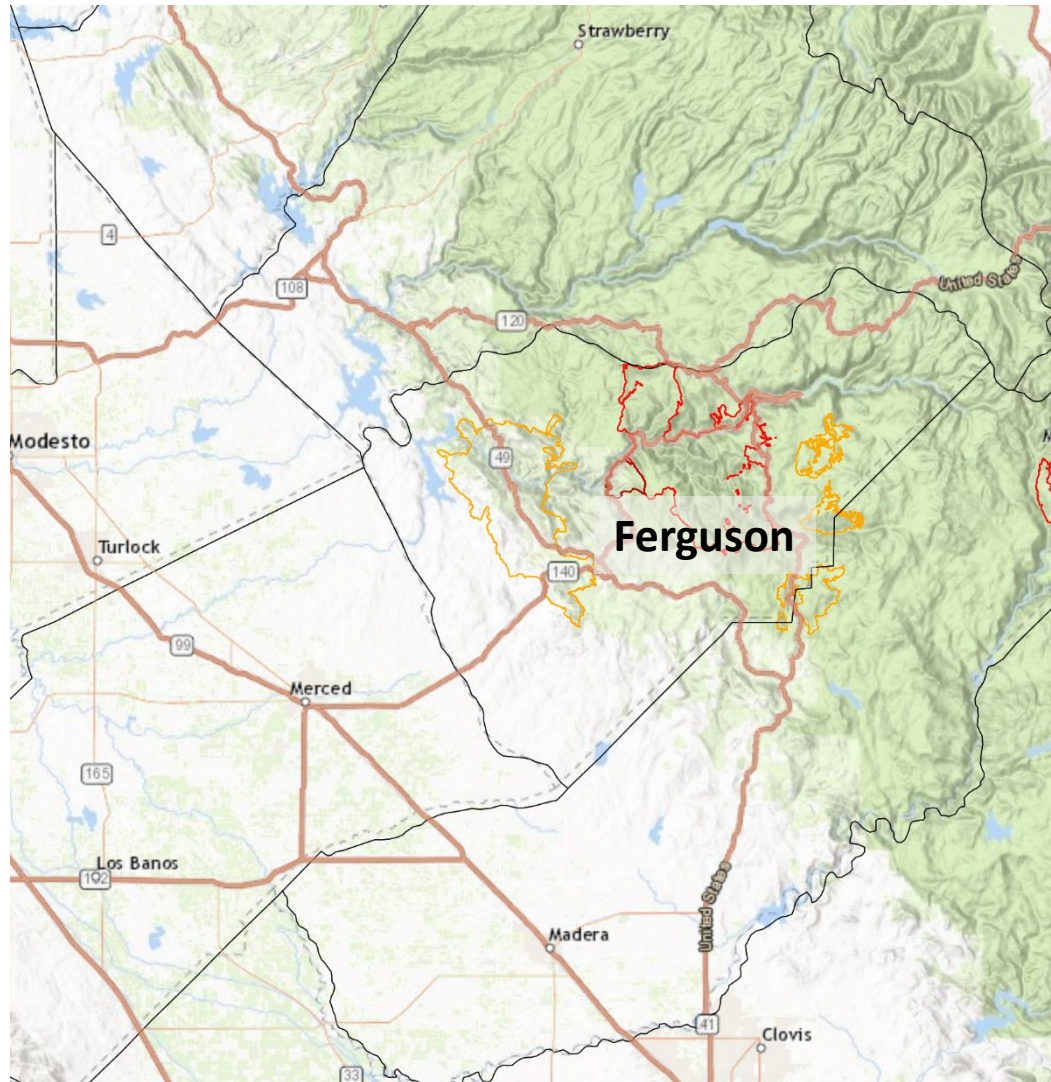 Strawberry
4
United States
108
120
Modesto
49
M
Ferguson
Turlock
140
99
Merced
165
Los Banos
United States
Madera
41
Clovis
33